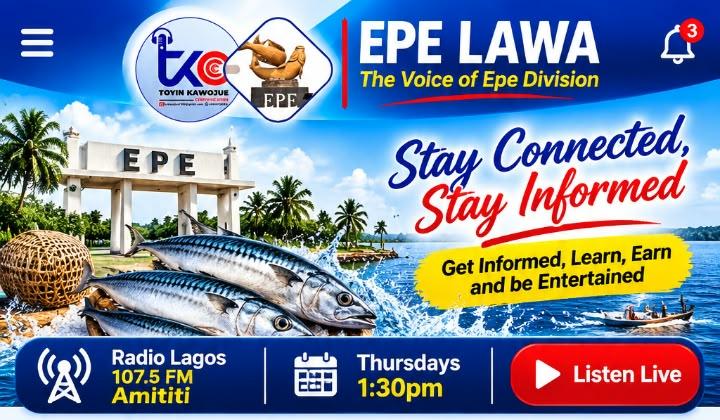 EPE LAWA
The Voice of Epe Division
3
TKC
TOYIN KAWOJUE
EPE
EPE
Stay Connected,
Stay Informed
Get Informed, Learn, Earn
and be Entertained
Radio Lagos
107.5 FM
Amititi
Thursdays
1:30pm
Listen Live